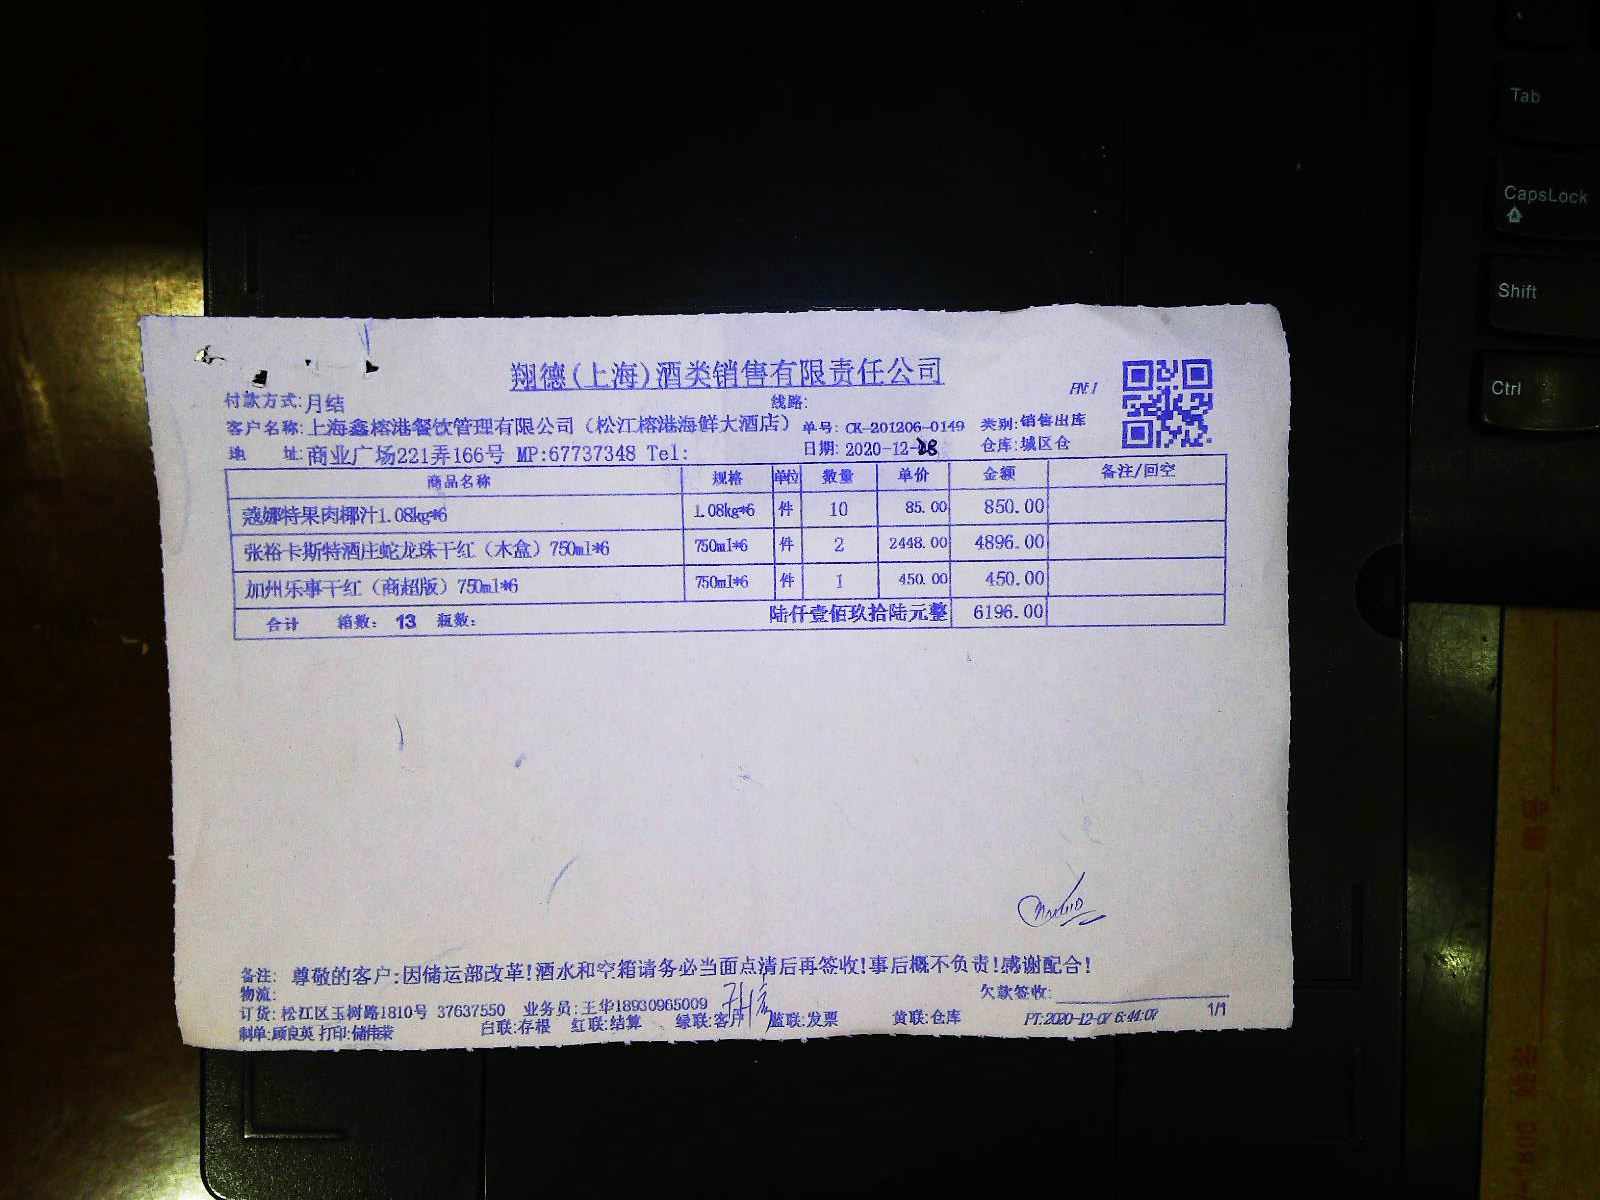 翔德(上海)酒类销售有限责任公司
付款方式:月结 线路: PN:1
客户名称:上海鑫榕港餐饮管理有限公司（松江榕港海鲜大酒店） 单号: CK-201206-0149 类别:销售出库
地 址:商业广场221弄166号 MP:67737348 Tel: 日期: 2020-12- 仓库:城区仓
商品名称 规格 单位 数量 单价 金额 备注/回空
蔻娜特果肉椰汁1.08kg*6 1.08kg*6 件 10 85.00 850.00
张裕卡斯特酒庄蛇龙珠干红（木盒）750ml*6 750ml*6 件 2 2448.00 4896.00
加州乐事干红（商超版）750ml*6 750ml*6 件 1 450.00 450.00
合计 箱数: 13 瓶数: 陆仟壹佰玖拾陆元整 6196.00
备注: 尊敬的客户:因储运部改革!酒水和空箱请务必当面点清后再签收!事后概不负责!感谢配合!
物流: 欠款签收:
订货: 松江区玉树路1810号 37637550 业务员:王华18930965009
制单:顾良英 打印:储伟荣 白联:存根 红联:结算 绿联:客户 蓝联:发票 黄联:仓库 PT:2020-12-07 6:44:07 1/1
Tab
CapsLock
Shift
Ctrl